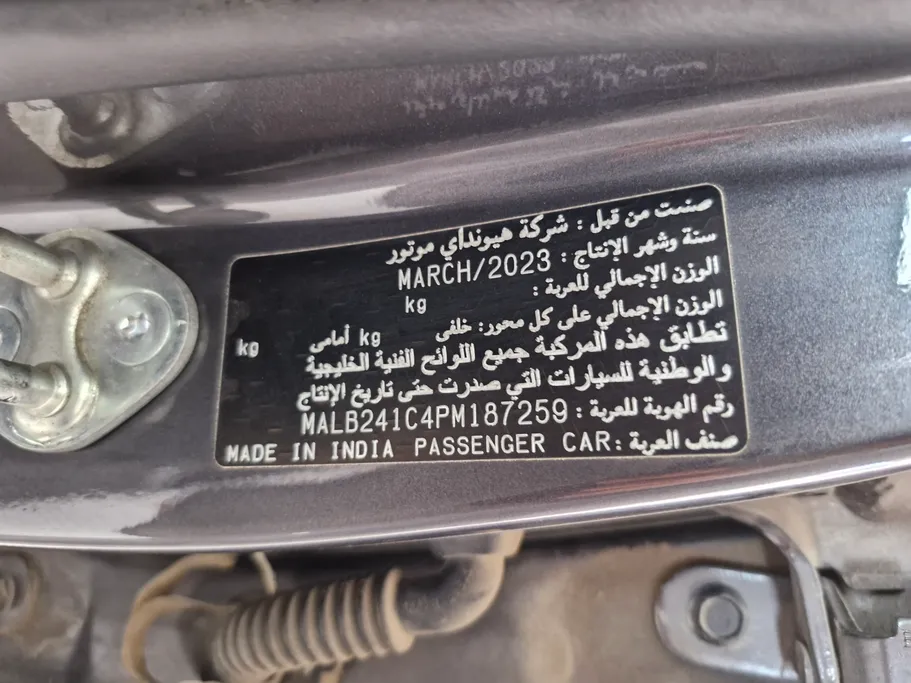 صنعت من قبل : شركة هيونداي موتور
سنة وشهر الإنتاج : MARCH/2023
الوزن الإجمالي للعربة : kg
الوزن الإجمالي على كل محور: خلفى kg أمامى kg
تطابق هذه المركبة جميع اللوائح الفنية الخليجية
والوطنية للسيارات التي صدرت حتى تاريخ الإنتاج
رقم الهوية للعربة : MALB241C4PM187259
صنف العربة : MADE IN INDIA PASSENGER CAR